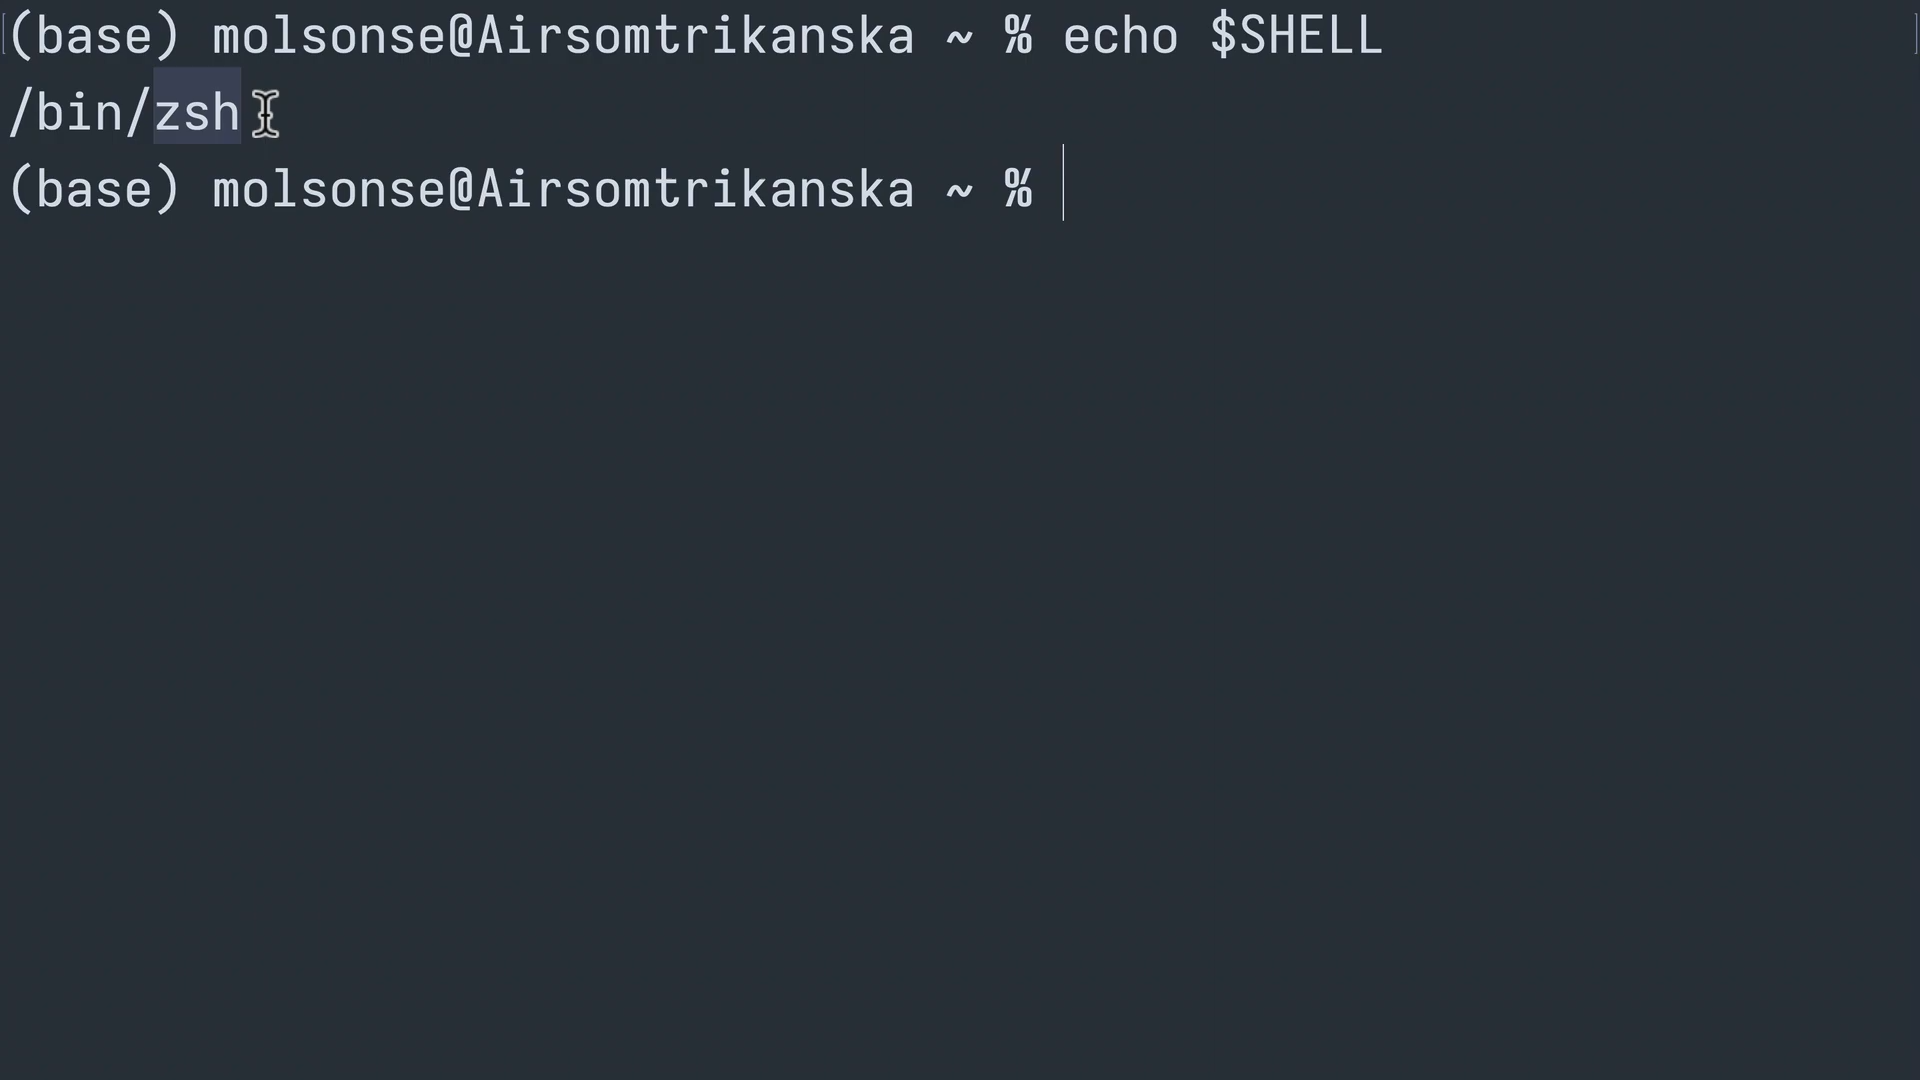 (base) molsonse@Airsomtrikanska ~ % echo $SHELL
/bin/zsh
(base) molsonse@Airsomtrikanska ~ %